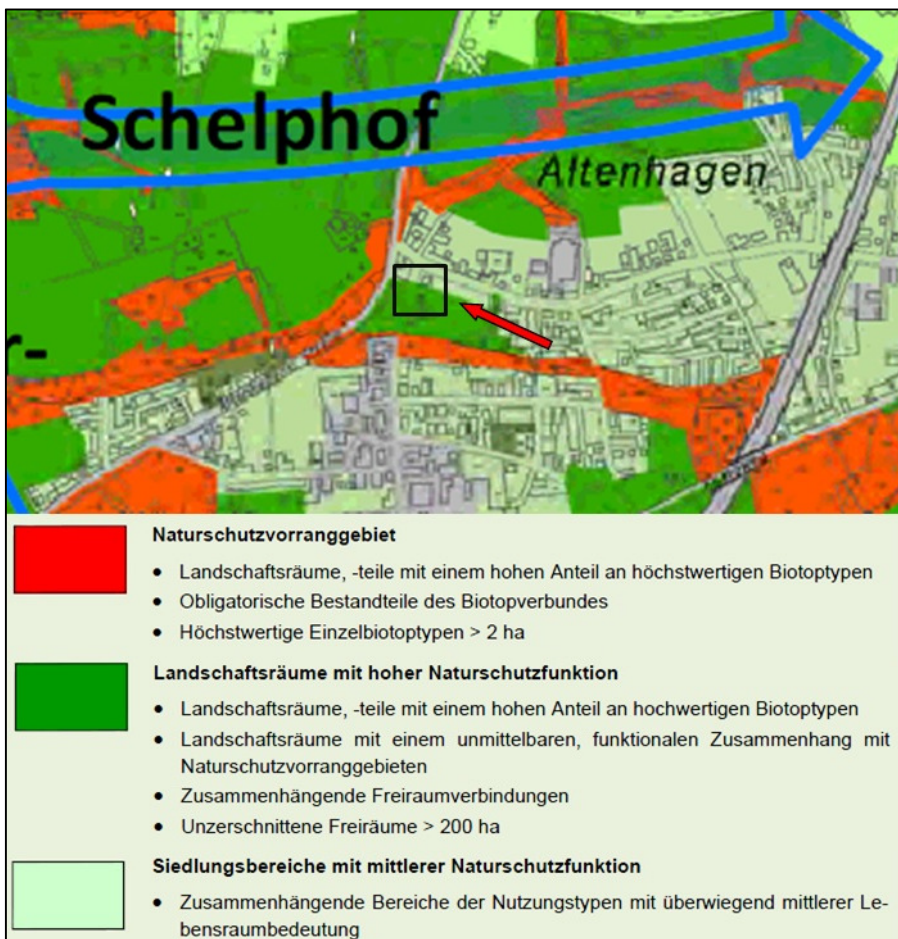 Schelphof
Altenhagen
r-
Naturschutzvorranggebiet
• Landschaftsräume, -teile mit einem hohen Anteil an höchstwertigen Biotoptypen
• Obligatorische Bestandteile des Biotopverbundes
• Höchstwertige Einzelbiotoptypen > 2 ha
Landschaftsräume mit hoher Naturschutzfunktion
• Landschaftsräume, -teile mit einem hohen Anteil an hochwertigen Biotoptypen
• Landschaftsräume mit einem unmittelbaren, funktionalen Zusammenhang mit
Naturschutzvorranggebieten
• Zusammenhängende Freiraumverbindungen
• Unzerschnittene Freiräume > 200 ha
Siedlungsbereiche mit mittlerer Naturschutzfunktion
• Zusammenhängende Bereiche der Nutzungstypen mit überwiegend mittlerer Le-
bensraumbedeutung